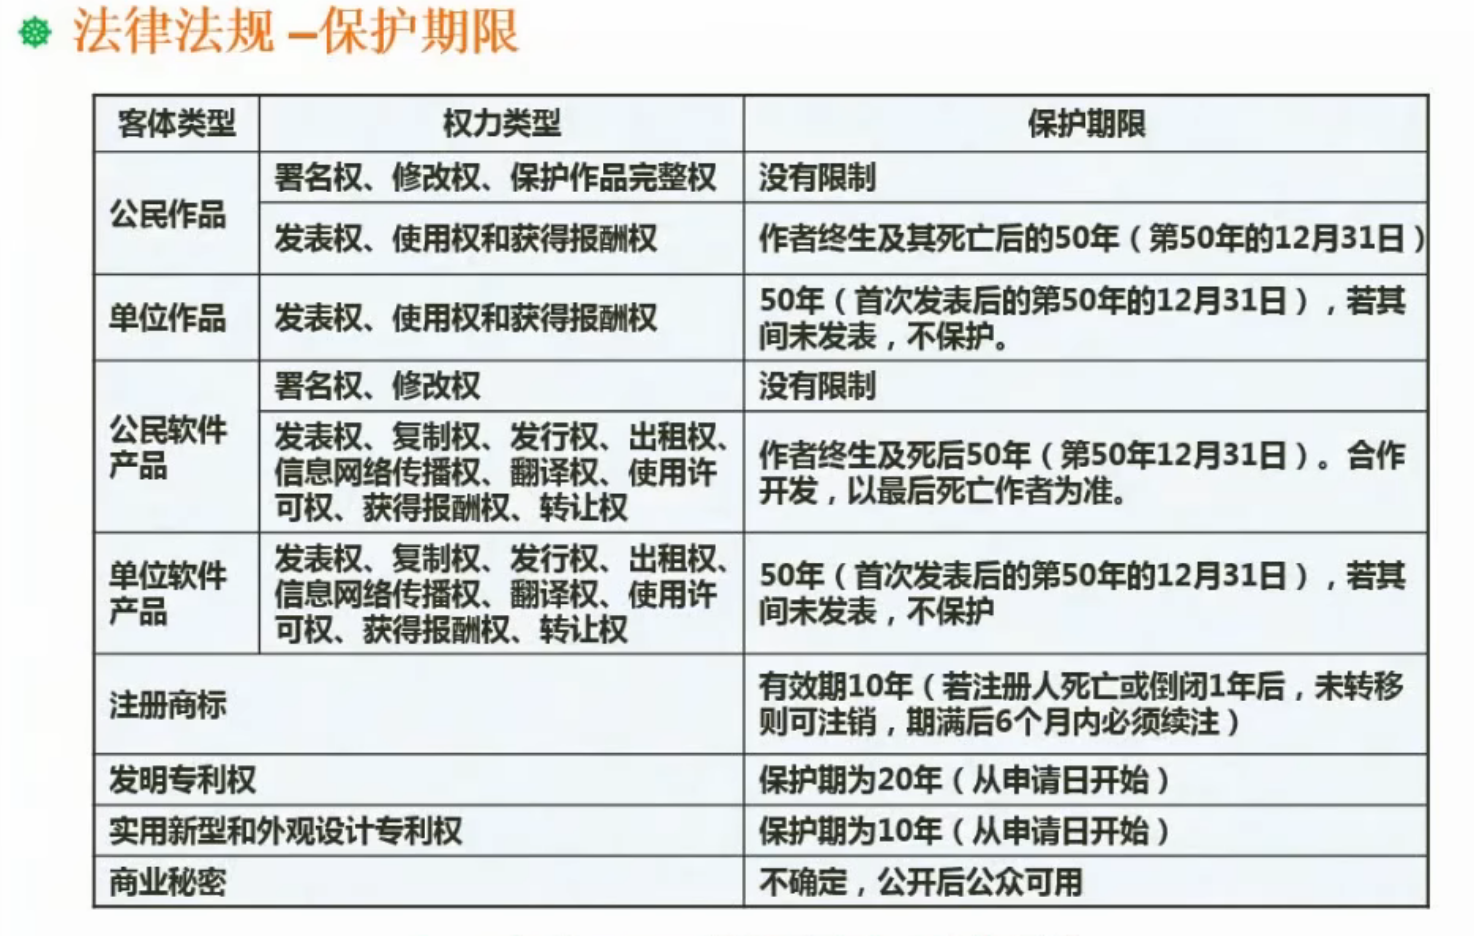 法律法规 –保护期限
客体类型 权力类型 保护期限
公民作品
署名权、修改权、保护作品完整权 没有限制
发表权、使用权和获得报酬权 作者终生及其死亡后的50年（第50年的12月31日）
单位作品 发表权、使用权和获得报酬权
50年（首次发表后的第50年的12月31日），若其
间未发表，不保护。
公民软件
产品
署名权、修改权 没有限制
发表权、复制权、发行权、出租权、
信息网络传播权、翻译权、使用许
可权、获得报酬权、转让权
作者终生及死后50年（第50年12月31日）。合作
开发，以最后死亡作者为准。
单位软件
产品
发表权、复制权、发行权、出租权、
信息网络传播权、翻译权、使用许
可权、获得报酬权、转让权
50年（首次发表后的第50年的12月31日），若其
间未发表，不保护
注册商标
有效期10年（若注册人死亡或倒闭1年后，未转移
则可注销，期满后6个月内必须续注）
发明专利权 保护期为20年（从申请日开始）
实用新型和外观设计专利权 保护期为10年（从申请日开始）
商业秘密 不确定，公开后公众可用